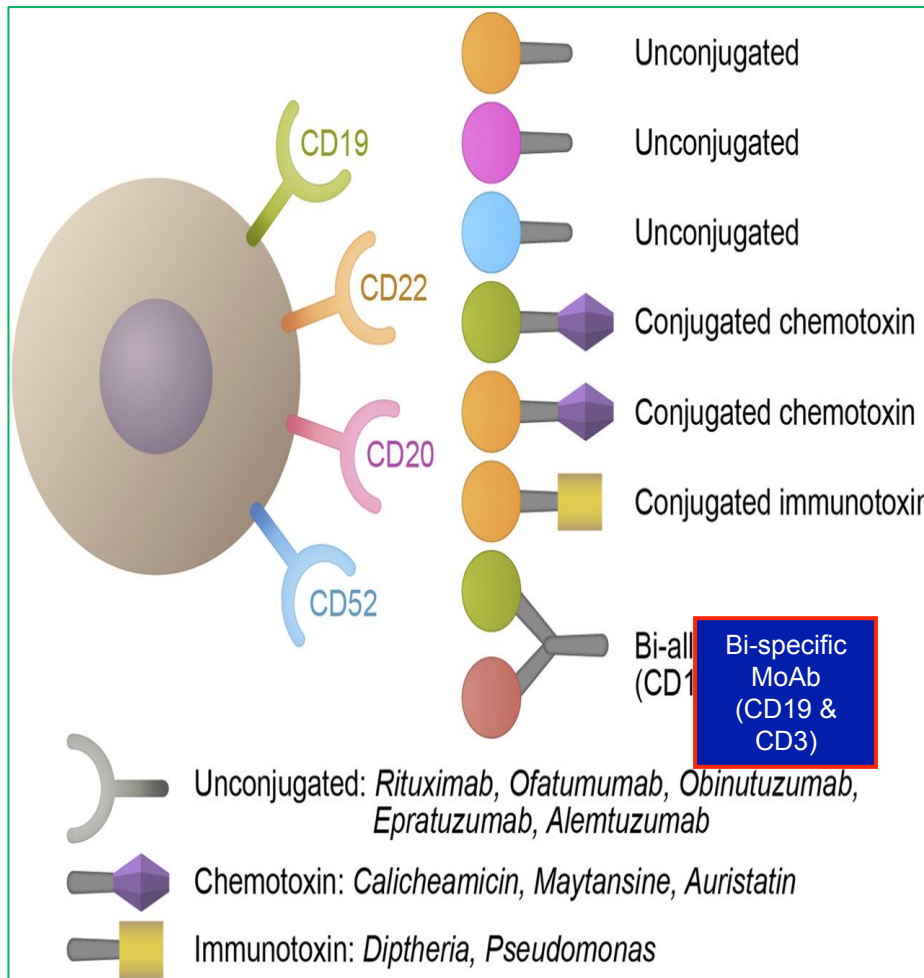 CD19
CD22
CD20
CD52
Unconjugated
Unconjugated
Unconjugated
Conjugated chemotoxin
Conjugated chemotoxin
Conjugated immunotoxin
Bi-specific
MoAb
(CD19 &
CD3)
Unconjugated: Rituximab, Ofatumumab, Obinutuzumab,
Epratuzumab, Alemtuzumab
Chemotoxin: Calicheamicin, Maytansine, Auristatin
Immunotoxin: Diptheria, Pseudomonas